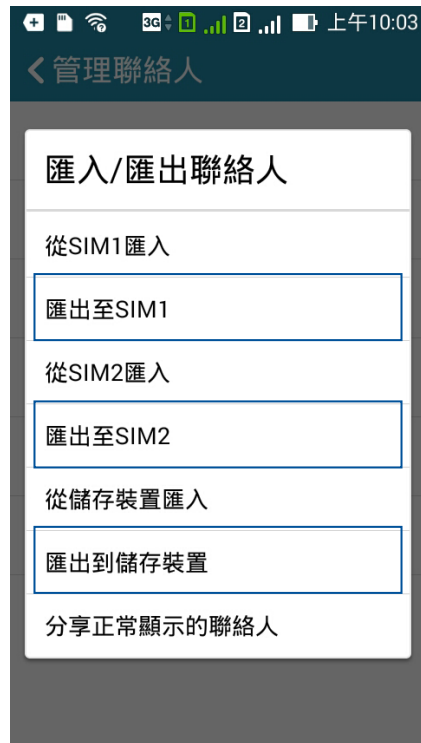 3G 1 2 上午10:03
管理聯絡人
匯入/匯出聯絡人
從SIM1匯入
匯出至SIM1
從SIM2匯入
匯出至SIM2
從儲存裝置匯入
匯出到儲存裝置
分享正常顯示的聯絡人